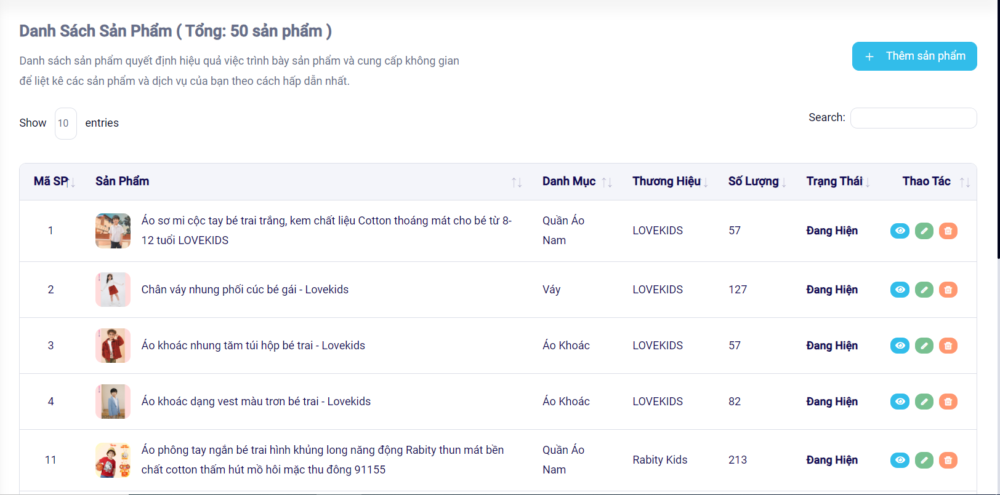 Danh Sách Sản Phẩm ( Tổng: 50 sản phẩm )
Danh sách sản phẩm quyết định hiệu quả việc trình bày sản phẩm và cung cấp không gian
để liệt kê các sản phẩm và dịch vụ của bạn theo cách hấp dẫn nhất.
+ Thêm sản phẩm
Show 10 entries
Search:
Mã SP Sản Phẩm Danh Mục Thương Hiệu Số Lượng Trạng Thái Thao Tác
1 Áo sơ mi cộc tay bé trai trắng, kem chất liệu Cotton thoáng mát cho bé từ 8-
12 tuổi LOVEKIDS
Quần Áo
Nam
LOVEKIDS 57 Đang Hiện
2 Chân váy nhung phối cúc bé gái - Lovekids Váy LOVEKIDS 127 Đang Hiện
3 Áo khoác nhung tăm túi hộp bé trai - Lovekids Áo Khoác LOVEKIDS 57 Đang Hiện
4 Áo khoác dạng vest màu trơn bé trai - Lovekids Áo Khoác LOVEKIDS 82 Đang Hiện
11 Áo phông tay ngắn bé trai hình khủng long năng động Rabity thun mát bền
chất cotton thấm hút mồ hôi mặc thu đông 91155
Quần Áo
Nam
Rabity Kids 213 Đang Hiện